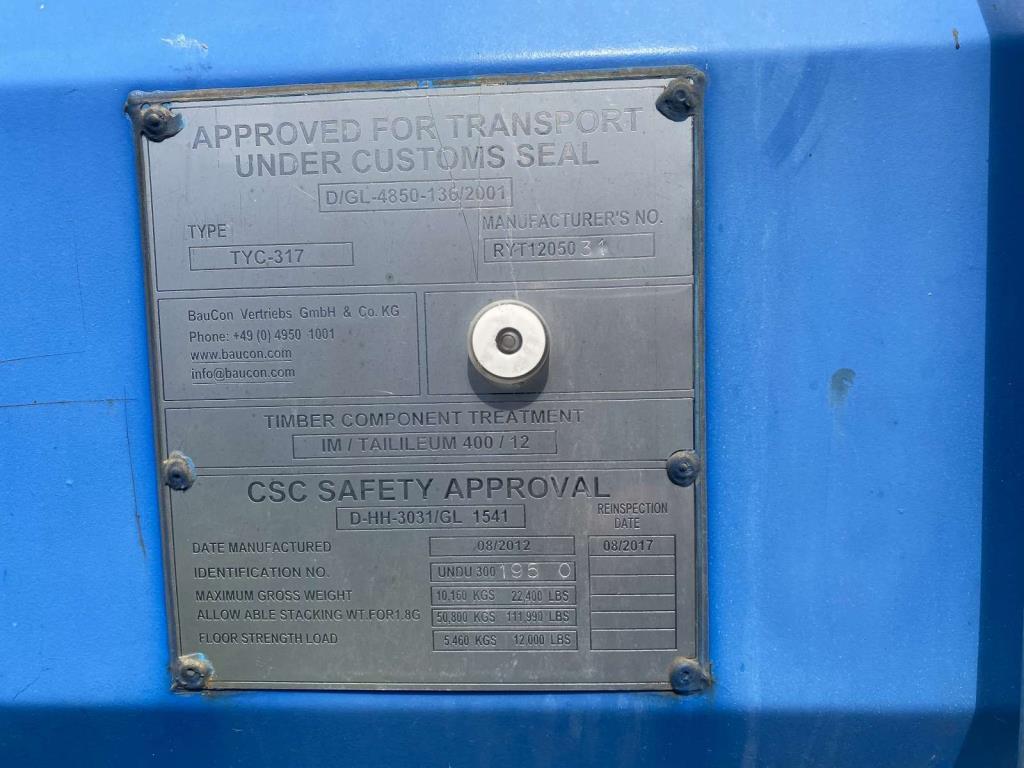 APPROVED FOR TRANSPORT
UNDER CUSTOMS SEAL
D/GL-4850-136/2001
TYPE
TYC-317
MANUFACTURER'S NO.
RYT1205031
BauCon Vertriebs GmbH & Co. KG
Phone: +49 (0) 4950 1001
www.baucon.com
info@baucon.com
TIMBER COMPONENT TREATMENT
IM / TAILILEUM 400 / 12
CSC SAFETY APPROVAL
D-HH-3031/GL 1541
REINSPECTION
DATE
DATE MANUFACTURED 08/2012 08/2017
IDENTIFICATION NO. UNDU 300 195 0
MAXIMUM GROSS WEIGHT 10,160 KGS 22,400 LBS
ALLOW ABLE STACKING WT.FOR1.8G 50,800 KGS 111,990 LBS
FLOOR STRENGTH LOAD 5,460 KGS 12,000 LBS